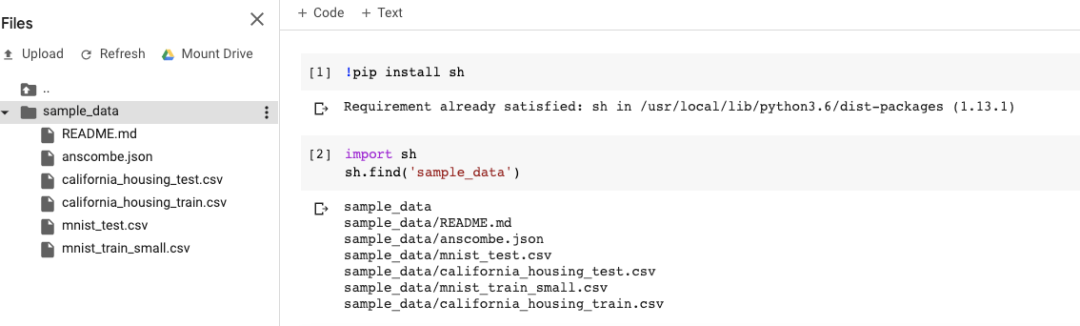 Files
Upload Refresh Mount Drive
..
sample_data
README.md
anscombe.json
california_housing_test.csv
california_housing_train.csv
mnist_test.csv
mnist_train_small.csv
+ Code + Text
[1] !pip install sh
Requirement already satisfied: sh in /usr/local/lib/python3.6/dist-packages (1.13.1)
[2] import sh
sh.find('sample_data')
sample_data
sample_data/README.md
sample_data/anscombe.json
sample_data/mnist_test.csv
sample_data/california_housing_test.csv
sample_data/mnist_train_small.csv
sample_data/california_housing_train.csv